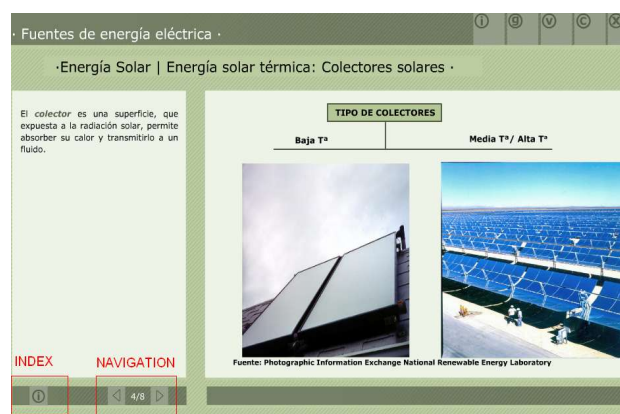 · Fuentes de energía eléctrica ·
i g v c x
·Energía Solar | Energía solar térmica: Colectores solares ·
El colector es una superficie, que
expuesta a la radiación solar, permite
absorber su calor y transmitirlo a un
fluido.
TIPO DE COLECTORES
Baja Tª
Media Tª/ Alta Tª
Fuente: Photographic Information Exchange National Renewable Energy Laboratory
INDEX
NAVIGATION
i
4/8